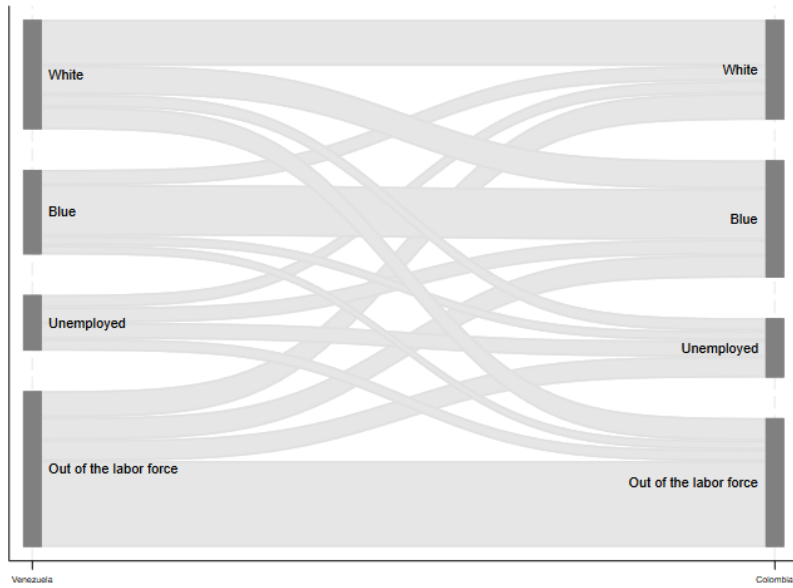 White
White
Blue
Blue
Unemployed
Unemployed
Out of the labor force
Out of the labor force
Venezuela
Colombia